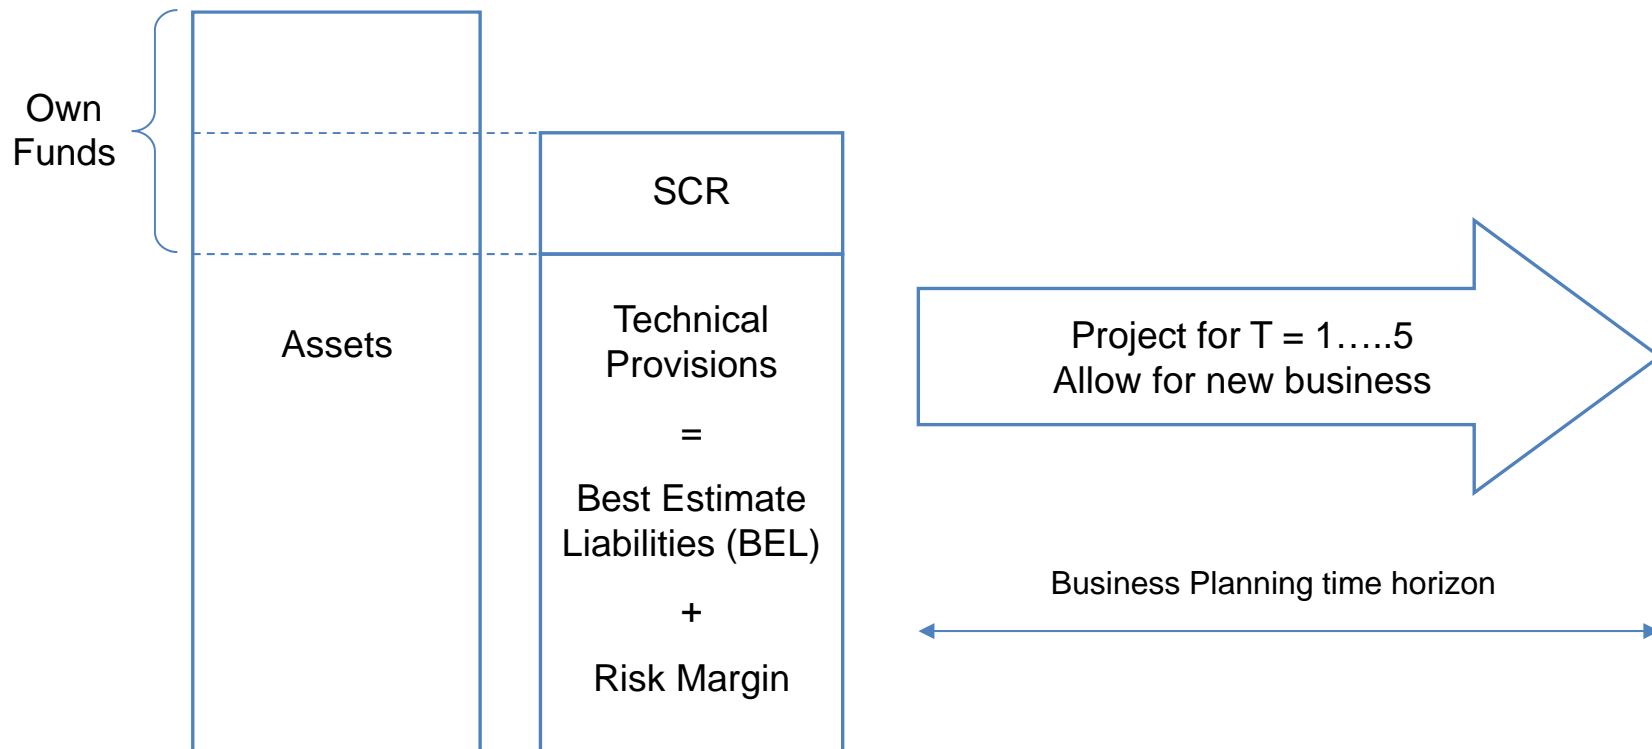 Own
Funds
Assets
SCR
Technical
Provisions
=
Best Estimate
Liabilities (BEL)
+
Risk Margin
Project for T = 1…..5
Allow for new business
Business Planning time horizon